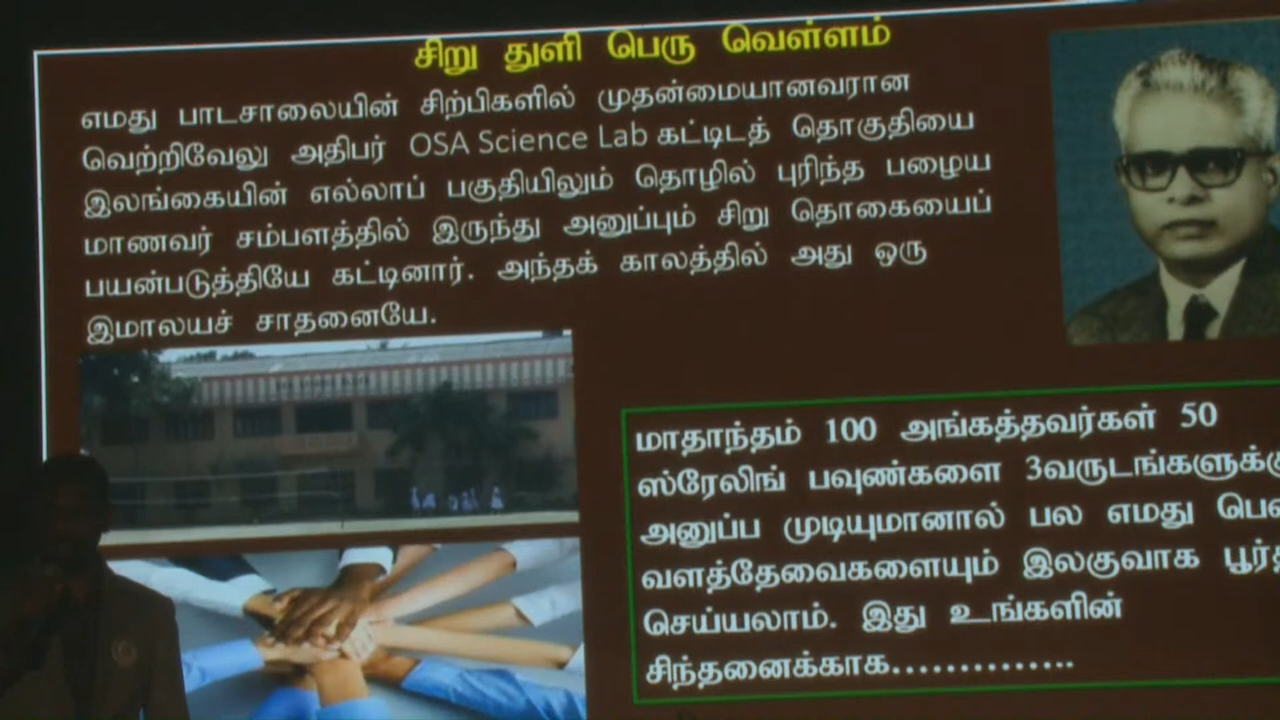 சிறு துளி பெரு வெள்ளம்
எமது பாடசாலையின் சிற்பிகளில் முதன்மையானவரான
வெற்றிவேலு அதிபர் OSA Science Lab கட்டிடத் தொகுதியை
இலங்கையின் எல்லாப் பகுதியிலும் தொழில் புரிந்த பழைய
மாணவர் சம்பளத்தில் இருந்து அனுப்பும் சிறு தொகையைப்
பயன்படுத்தியே கட்டினார். அந்தக் காலத்தில் அது ஒரு
இமாலயச் சாதனையே.
மாதாந்தம் 100 அங்கத்தவர்கள் 50
ஸ்ரேலிங் பவுண்களை 3வருடங்களுக்கு
அனுப்ப முடியுமானால் பல எமது
வளத்தேவைகளையும் இலகுவாக
செய்யலாம். இது உங்களின்
சிந்தனைக்காக..............